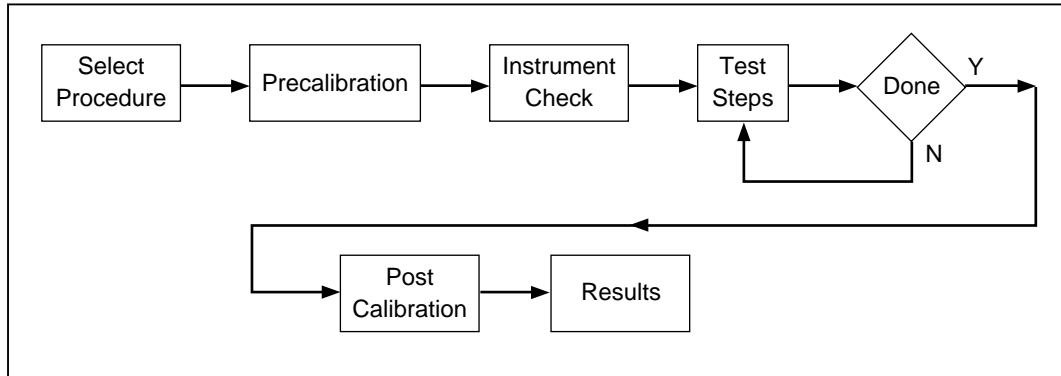 Select
Procedure
Precalibration
Instrument
Check
Test
Steps
Done
Y
N
Post
Calibration
Results